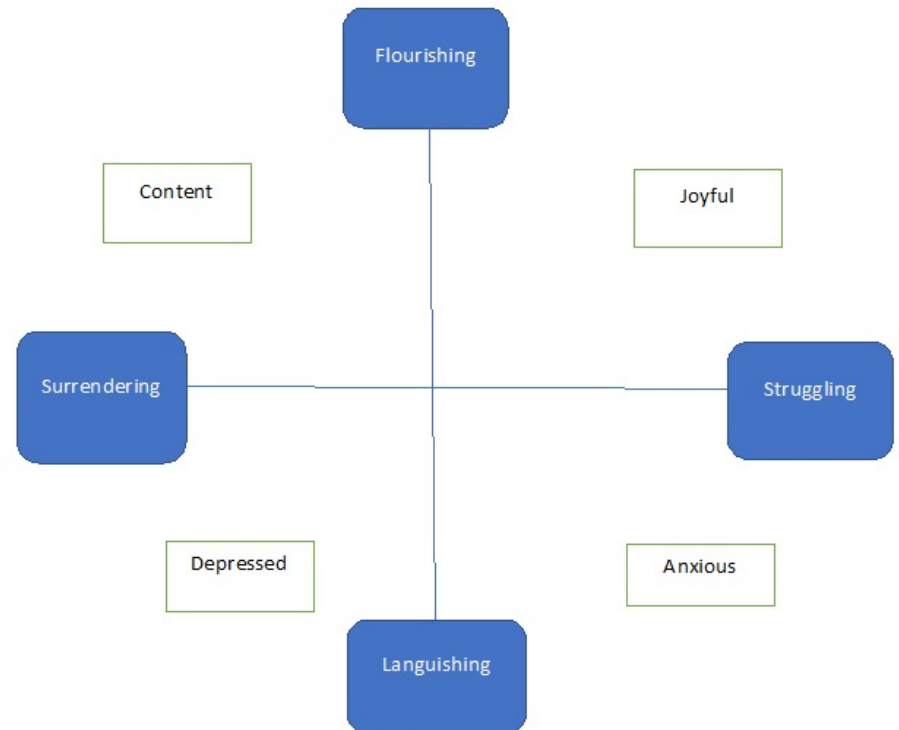 Flourishing
Content
Joyful
Surrendering
Struggling
Depressed
Anxious
Languishing